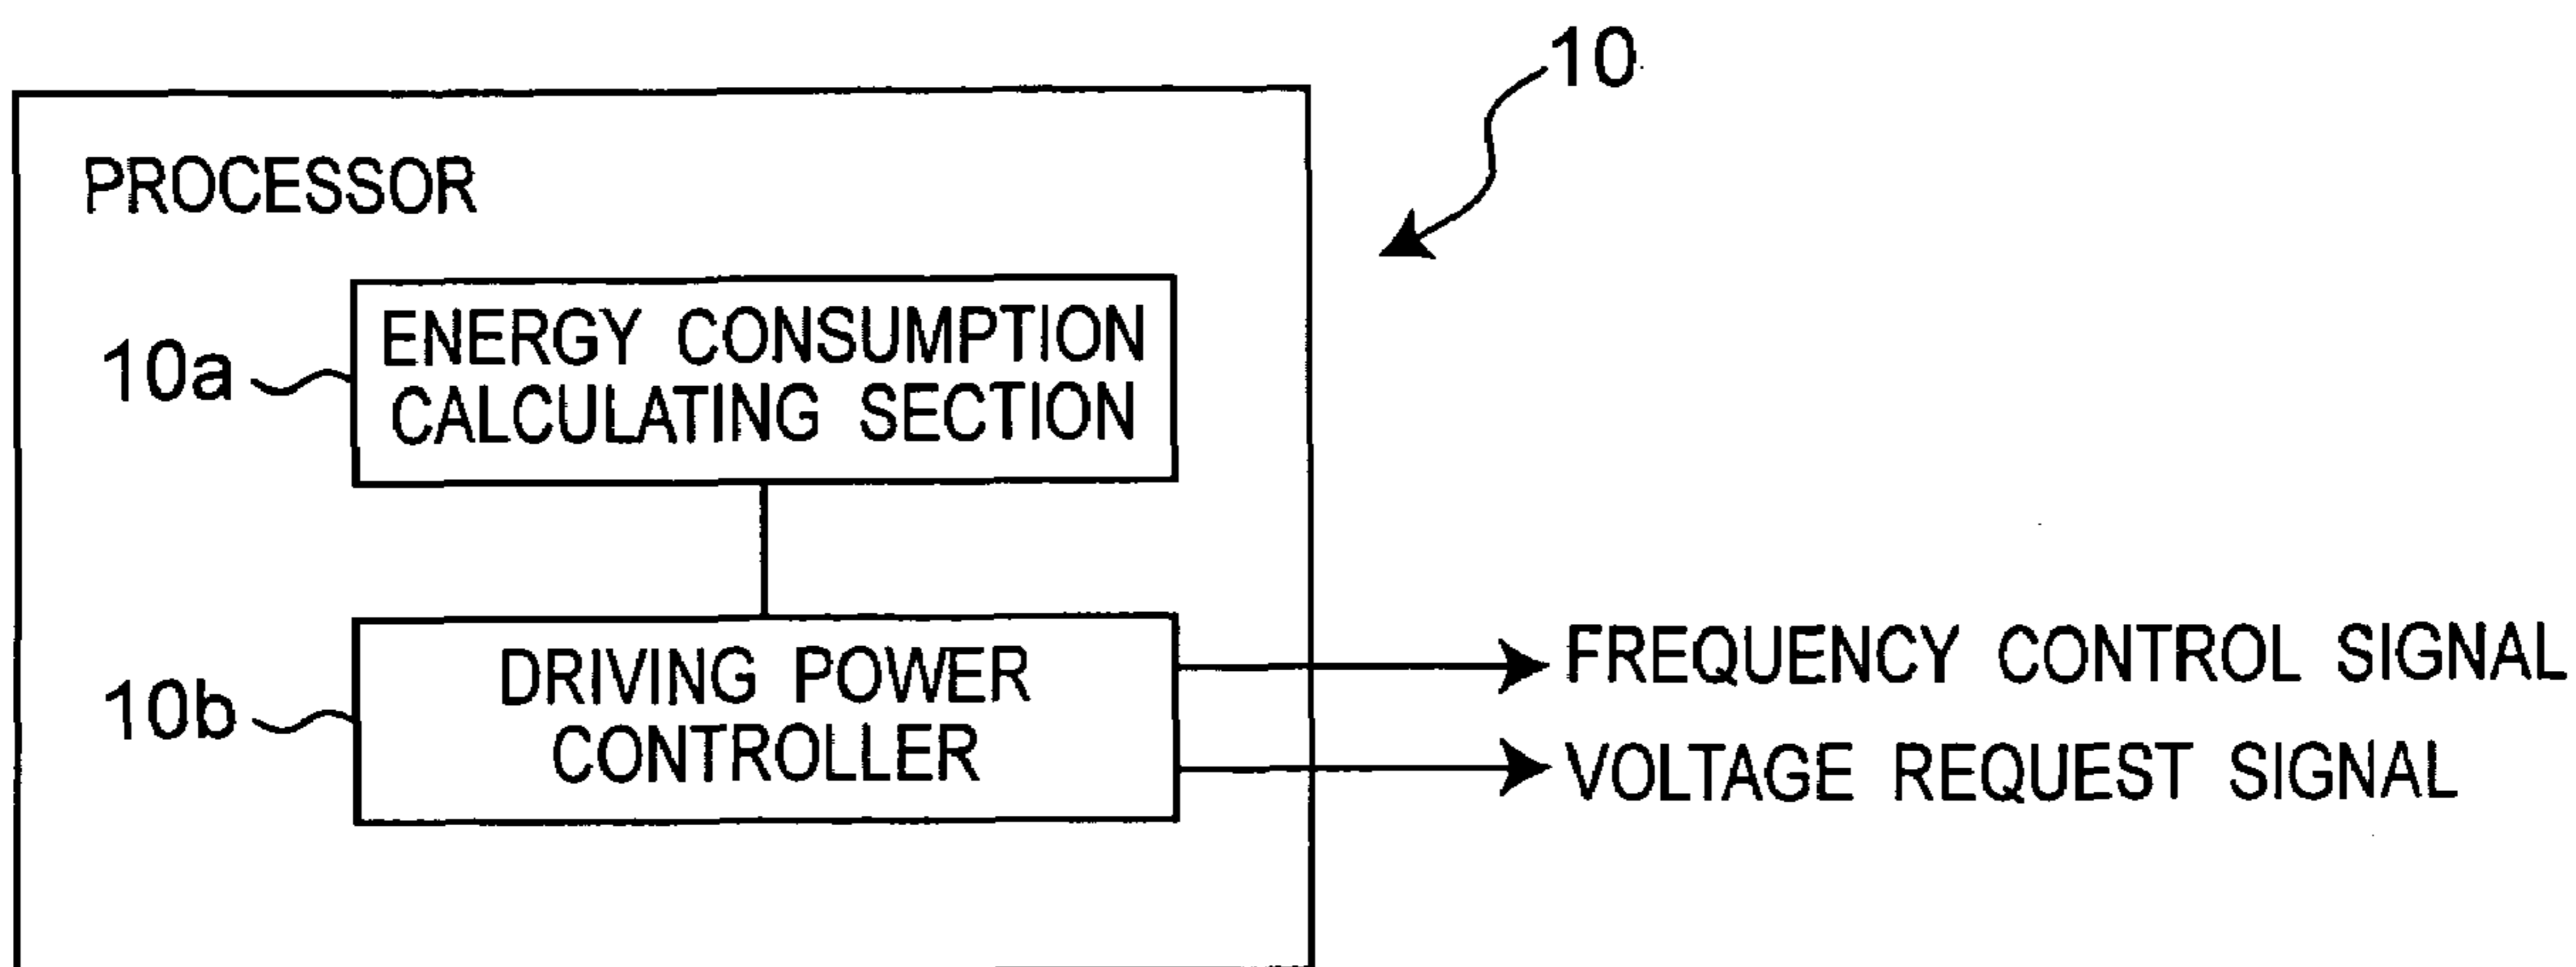 10
PROCESSOR
10a
ENERGY CONSUMPTION
CALCULATING SECTION
10b
DRIVING POWER
CONTROLLER
FREQUENCY CONTROL SIGNAL
VOLTAGE REQUEST SIGNAL